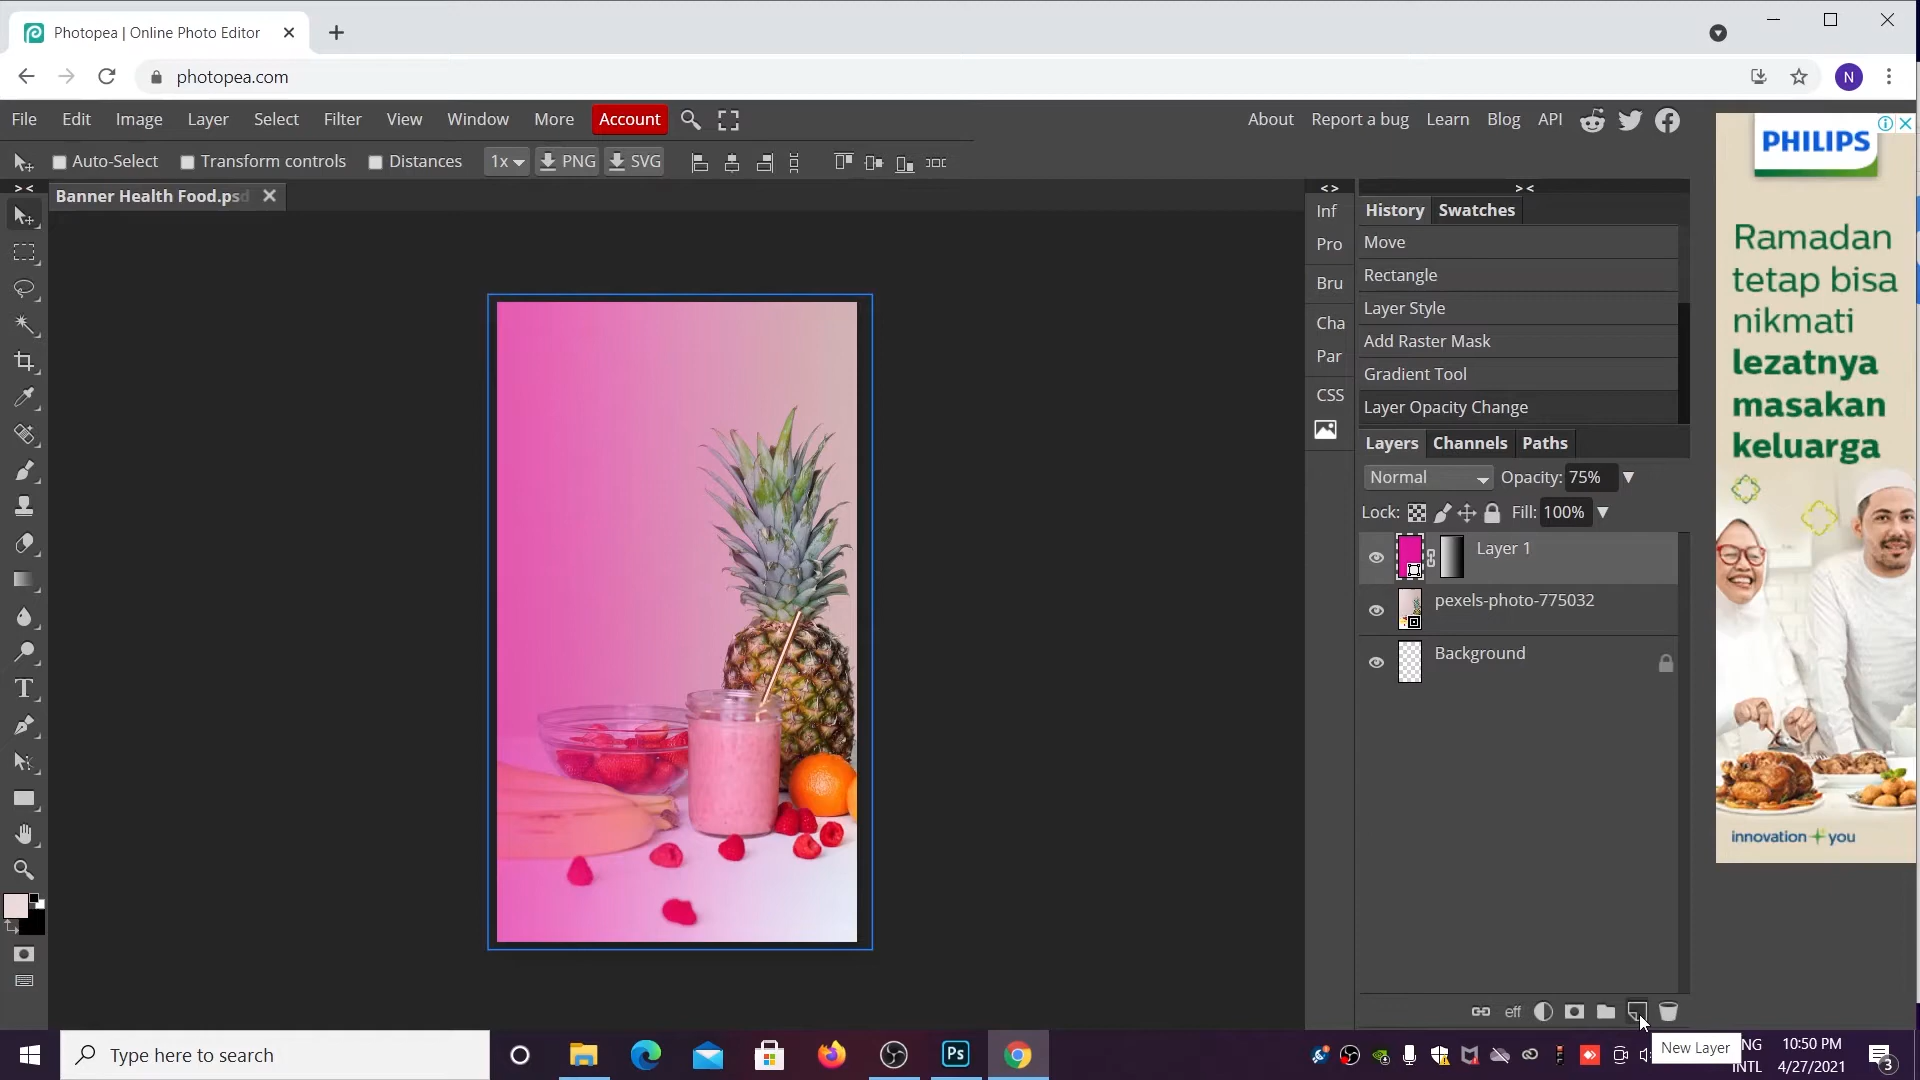 Photopea | Online Photo Editor
photopea.com
N
File Edit Image Layer Select Filter View Window More Account
About Report a bug Learn Blog API
Auto-Select Transform controls Distances 1x PNG SVG
Banner Health Food.psd
Inf
Pro
Bru
Cha
Par
CSS
History Swatches
Move
Rectangle
Layer Style
Add Raster Mask
Gradient Tool
Layer Opacity Change
Layers Channels Paths
Normal Opacity: 75%
Lock: Fill: 100%
Layer 1
pexels-photo-775032
Background
eff
New Layer
PHILIPS
Ramadan
tetap bisa
nikmati
lezatnya
masakan
keluarga
innovation you
Type here to search
Ps
NG
INTL
10:50 PM
4/27/2021
3